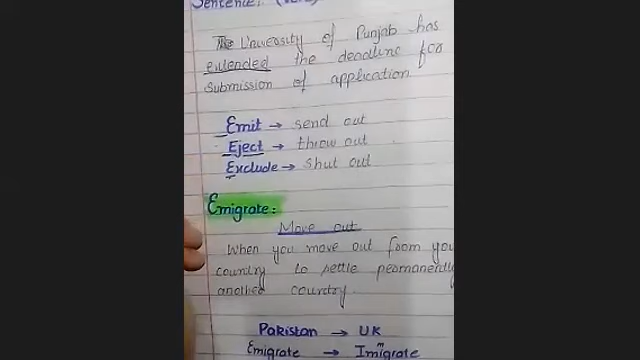 Sentence:
The University of Punjab has
extended the deadline for
submission of application
Emit → send out
Eject → throw out
Exclude → shut out
Emigrate:
Move out
When you move out from you
country to settle permanently
another country.
Pakistan → UK
Emigrate → Immigrate